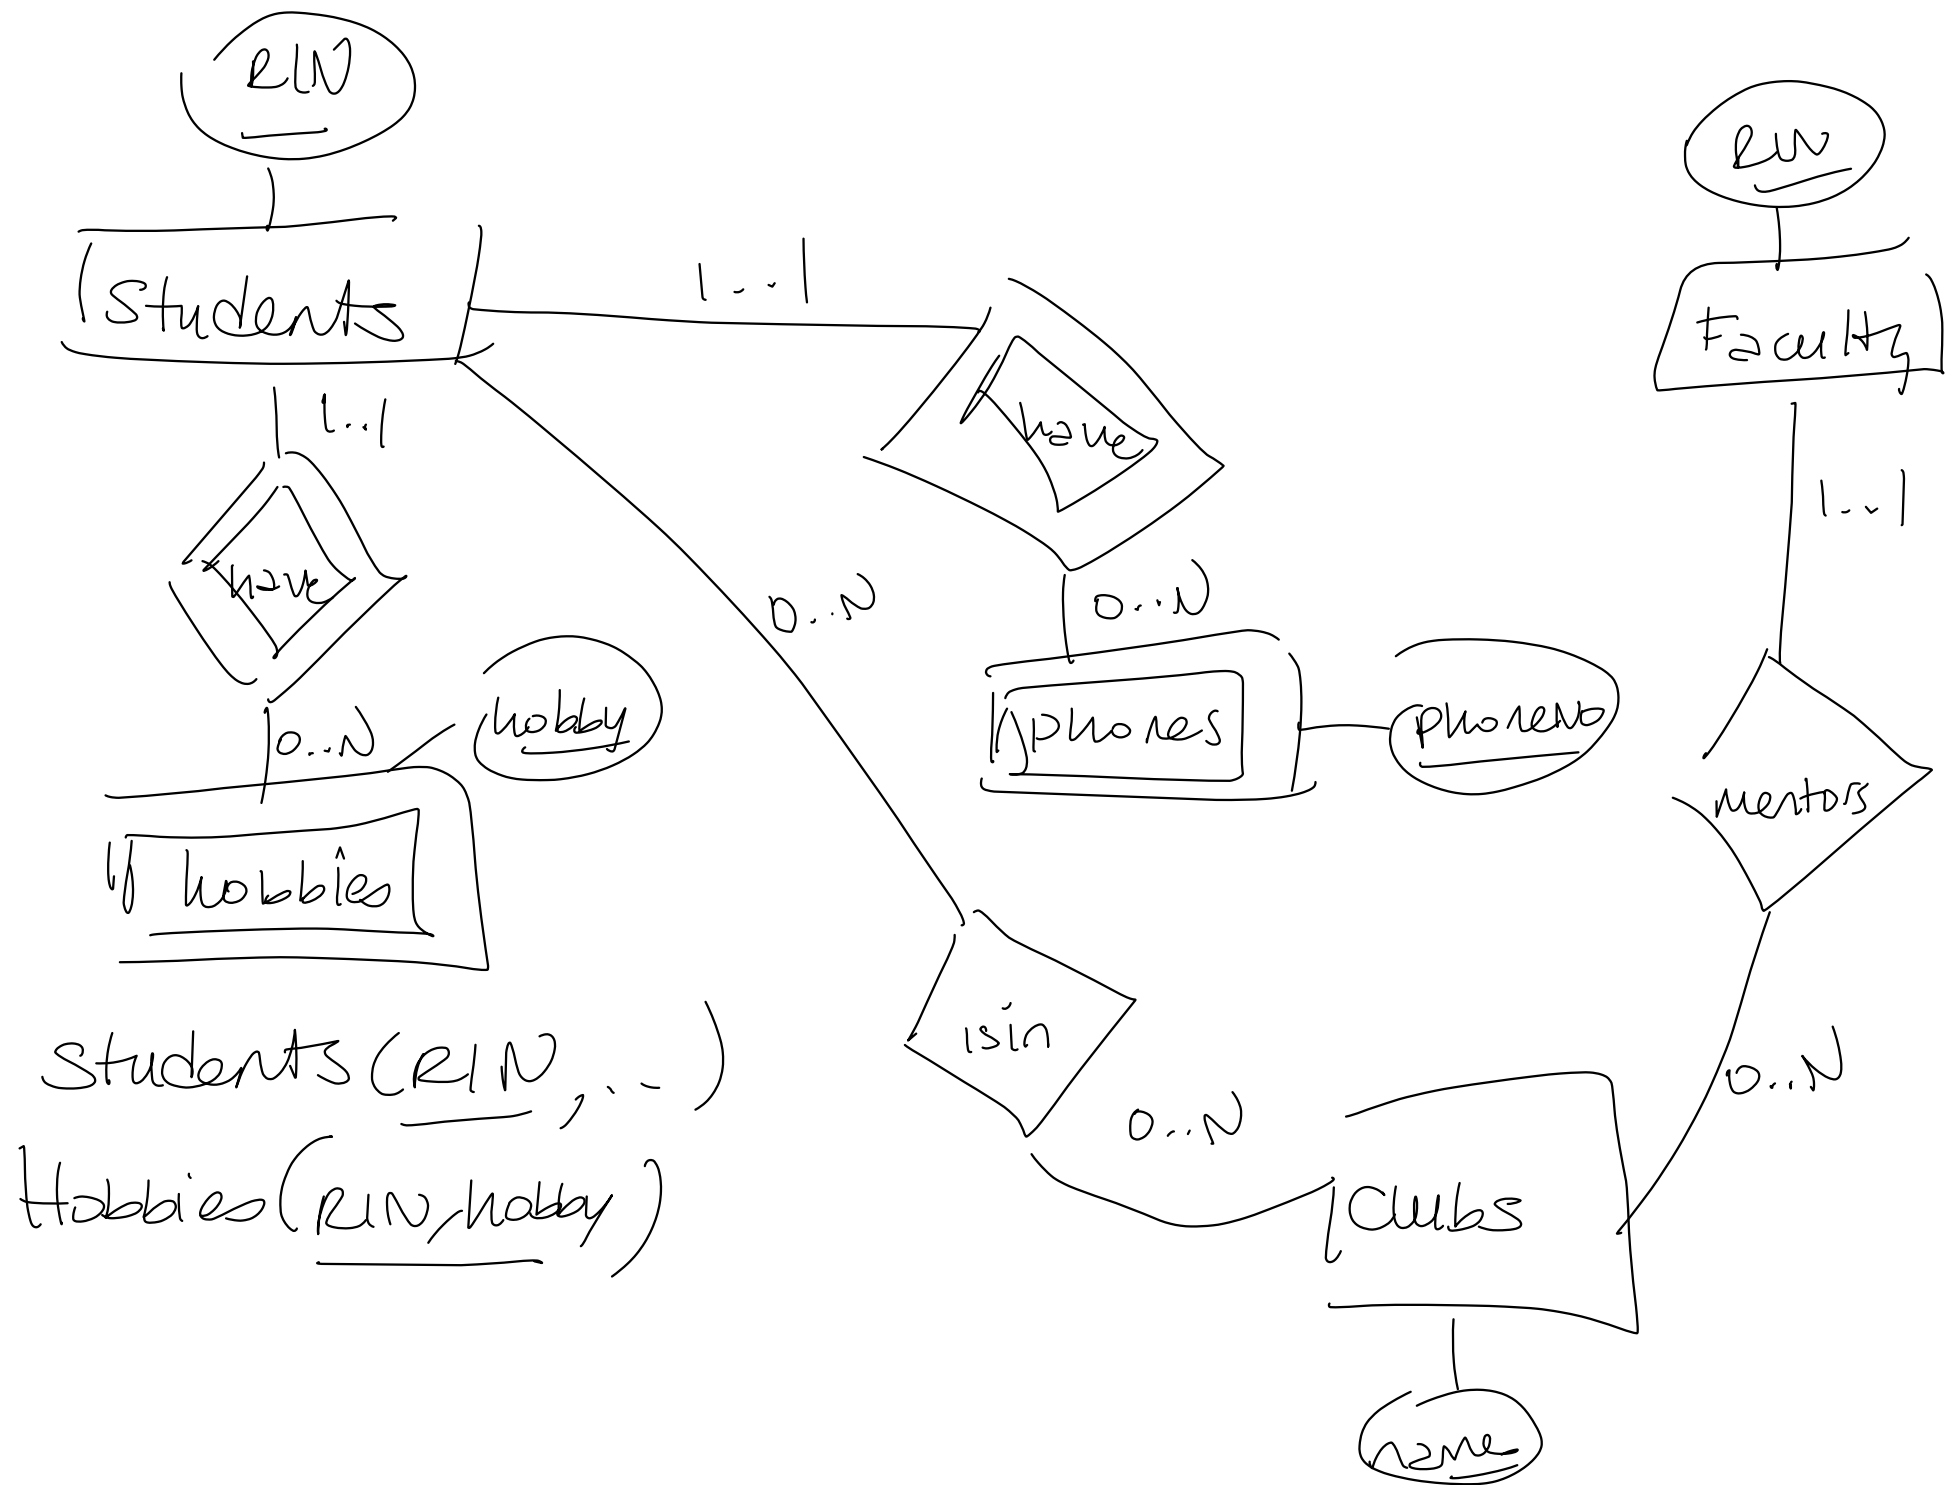 RIN
RIN
Students
1...1
Faculty
1..1
have
1...1
have
0...N
0...N
hobby
0..N
phones
phoneno
mentors
hobbies
isin
Students(RIN, ...)
0...N
0...N
Hobbies(RIN, hobby)
Clubs
name